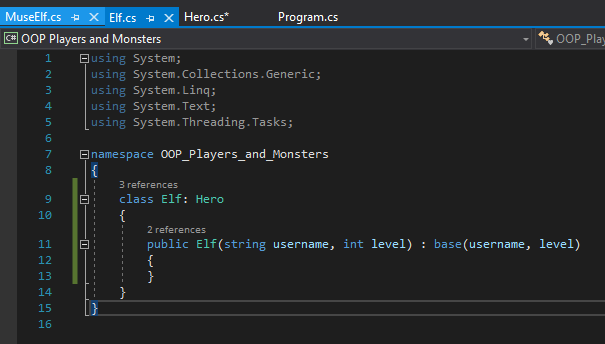 MuseElf.cs Elf.cs Hero.cs* Program.cs
C# OOP Players and Monsters OOP_Pla
1 using System;
2 using System.Collections.Generic;
3 using System.Linq;
4 using System.Text;
5 using System.Threading.Tasks;
6
7 namespace OOP_Players_and_Monsters
8 {
3 references
9 class Elf: Hero
10 {
2 references
11 public Elf(string username, int level) : base(username, level)
12 {
13 }
14 }
15 }
16